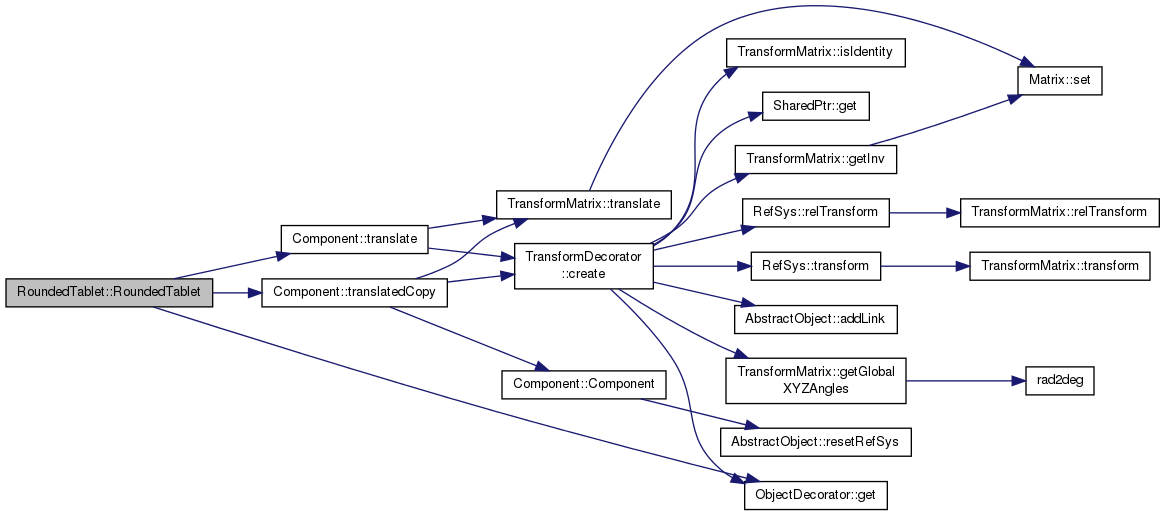 RoundedTablet::RoundedTablet
Component::translate
Component::translatedCopy
TransformMatrix::translate
TransformDecorator
::create
Component::Component
TransformMatrix::isIdentity
SharedPtr::get
TransformMatrix::getInv
RefSys::relTransform
RefSys::transform
AbstractObject::addLink
TransformMatrix::getGlobal
XYZAngles
AbstractObject::resetRefSys
ObjectDecorator::get
Matrix::set
TransformMatrix::relTransform
TransformMatrix::transform
rad2deg